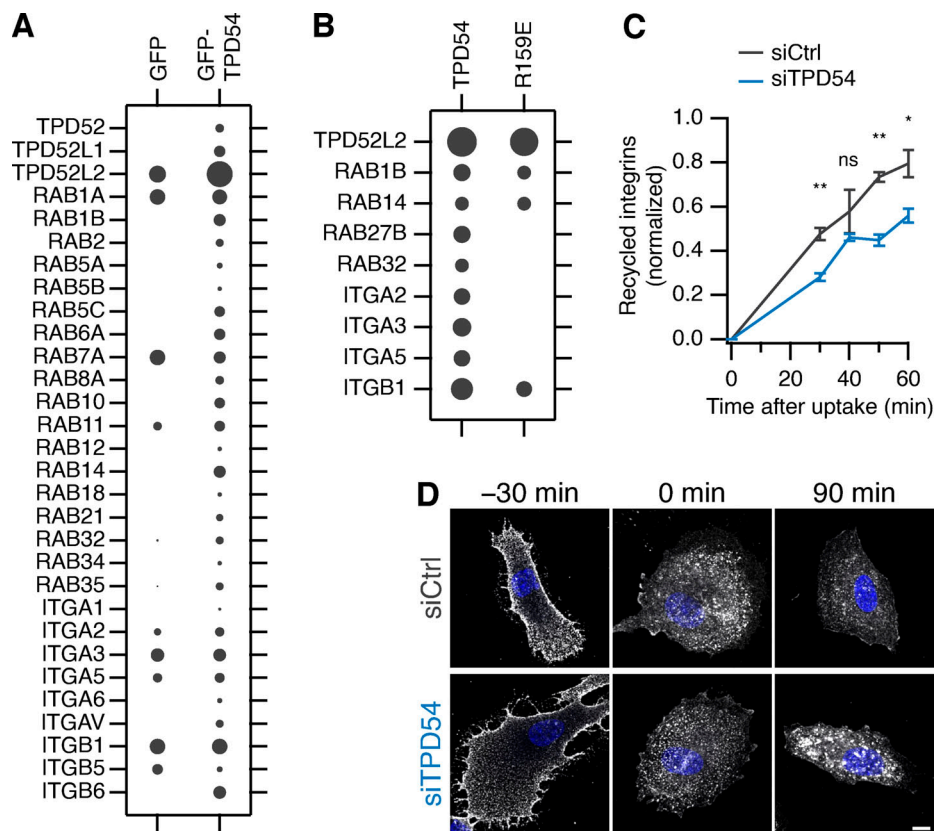 A
GFP
GFP-
TPD54
TPD52
TPD52L1
TPD52L2
RAB1A
RAB1B
RAB2
RAB5A
RAB5B
RAB5C
RAB6A
RAB7A
RAB8A
RAB10
RAB11
RAB12
RAB14
RAB18
RAB21
RAB32
RAB34
RAB35
ITGA1
ITGA2
ITGA3
ITGA5
ITGA6
ITGAV
ITGB1
ITGB5
ITGB6
B
TPD54
R159E
TPD52L2
RAB1B
RAB14
RAB27B
RAB32
ITGA2
ITGA3
ITGA5
ITGB1
C
siCtrl
siTPD54
Recycled integrins
(normalized)
1.0
0.8
0.6
0.4
0.2
0.0
**
ns
**
*
0
20
40
60
Time after uptake (min)
D
–30 min
0 min
90 min
siCtrl
siTPD54